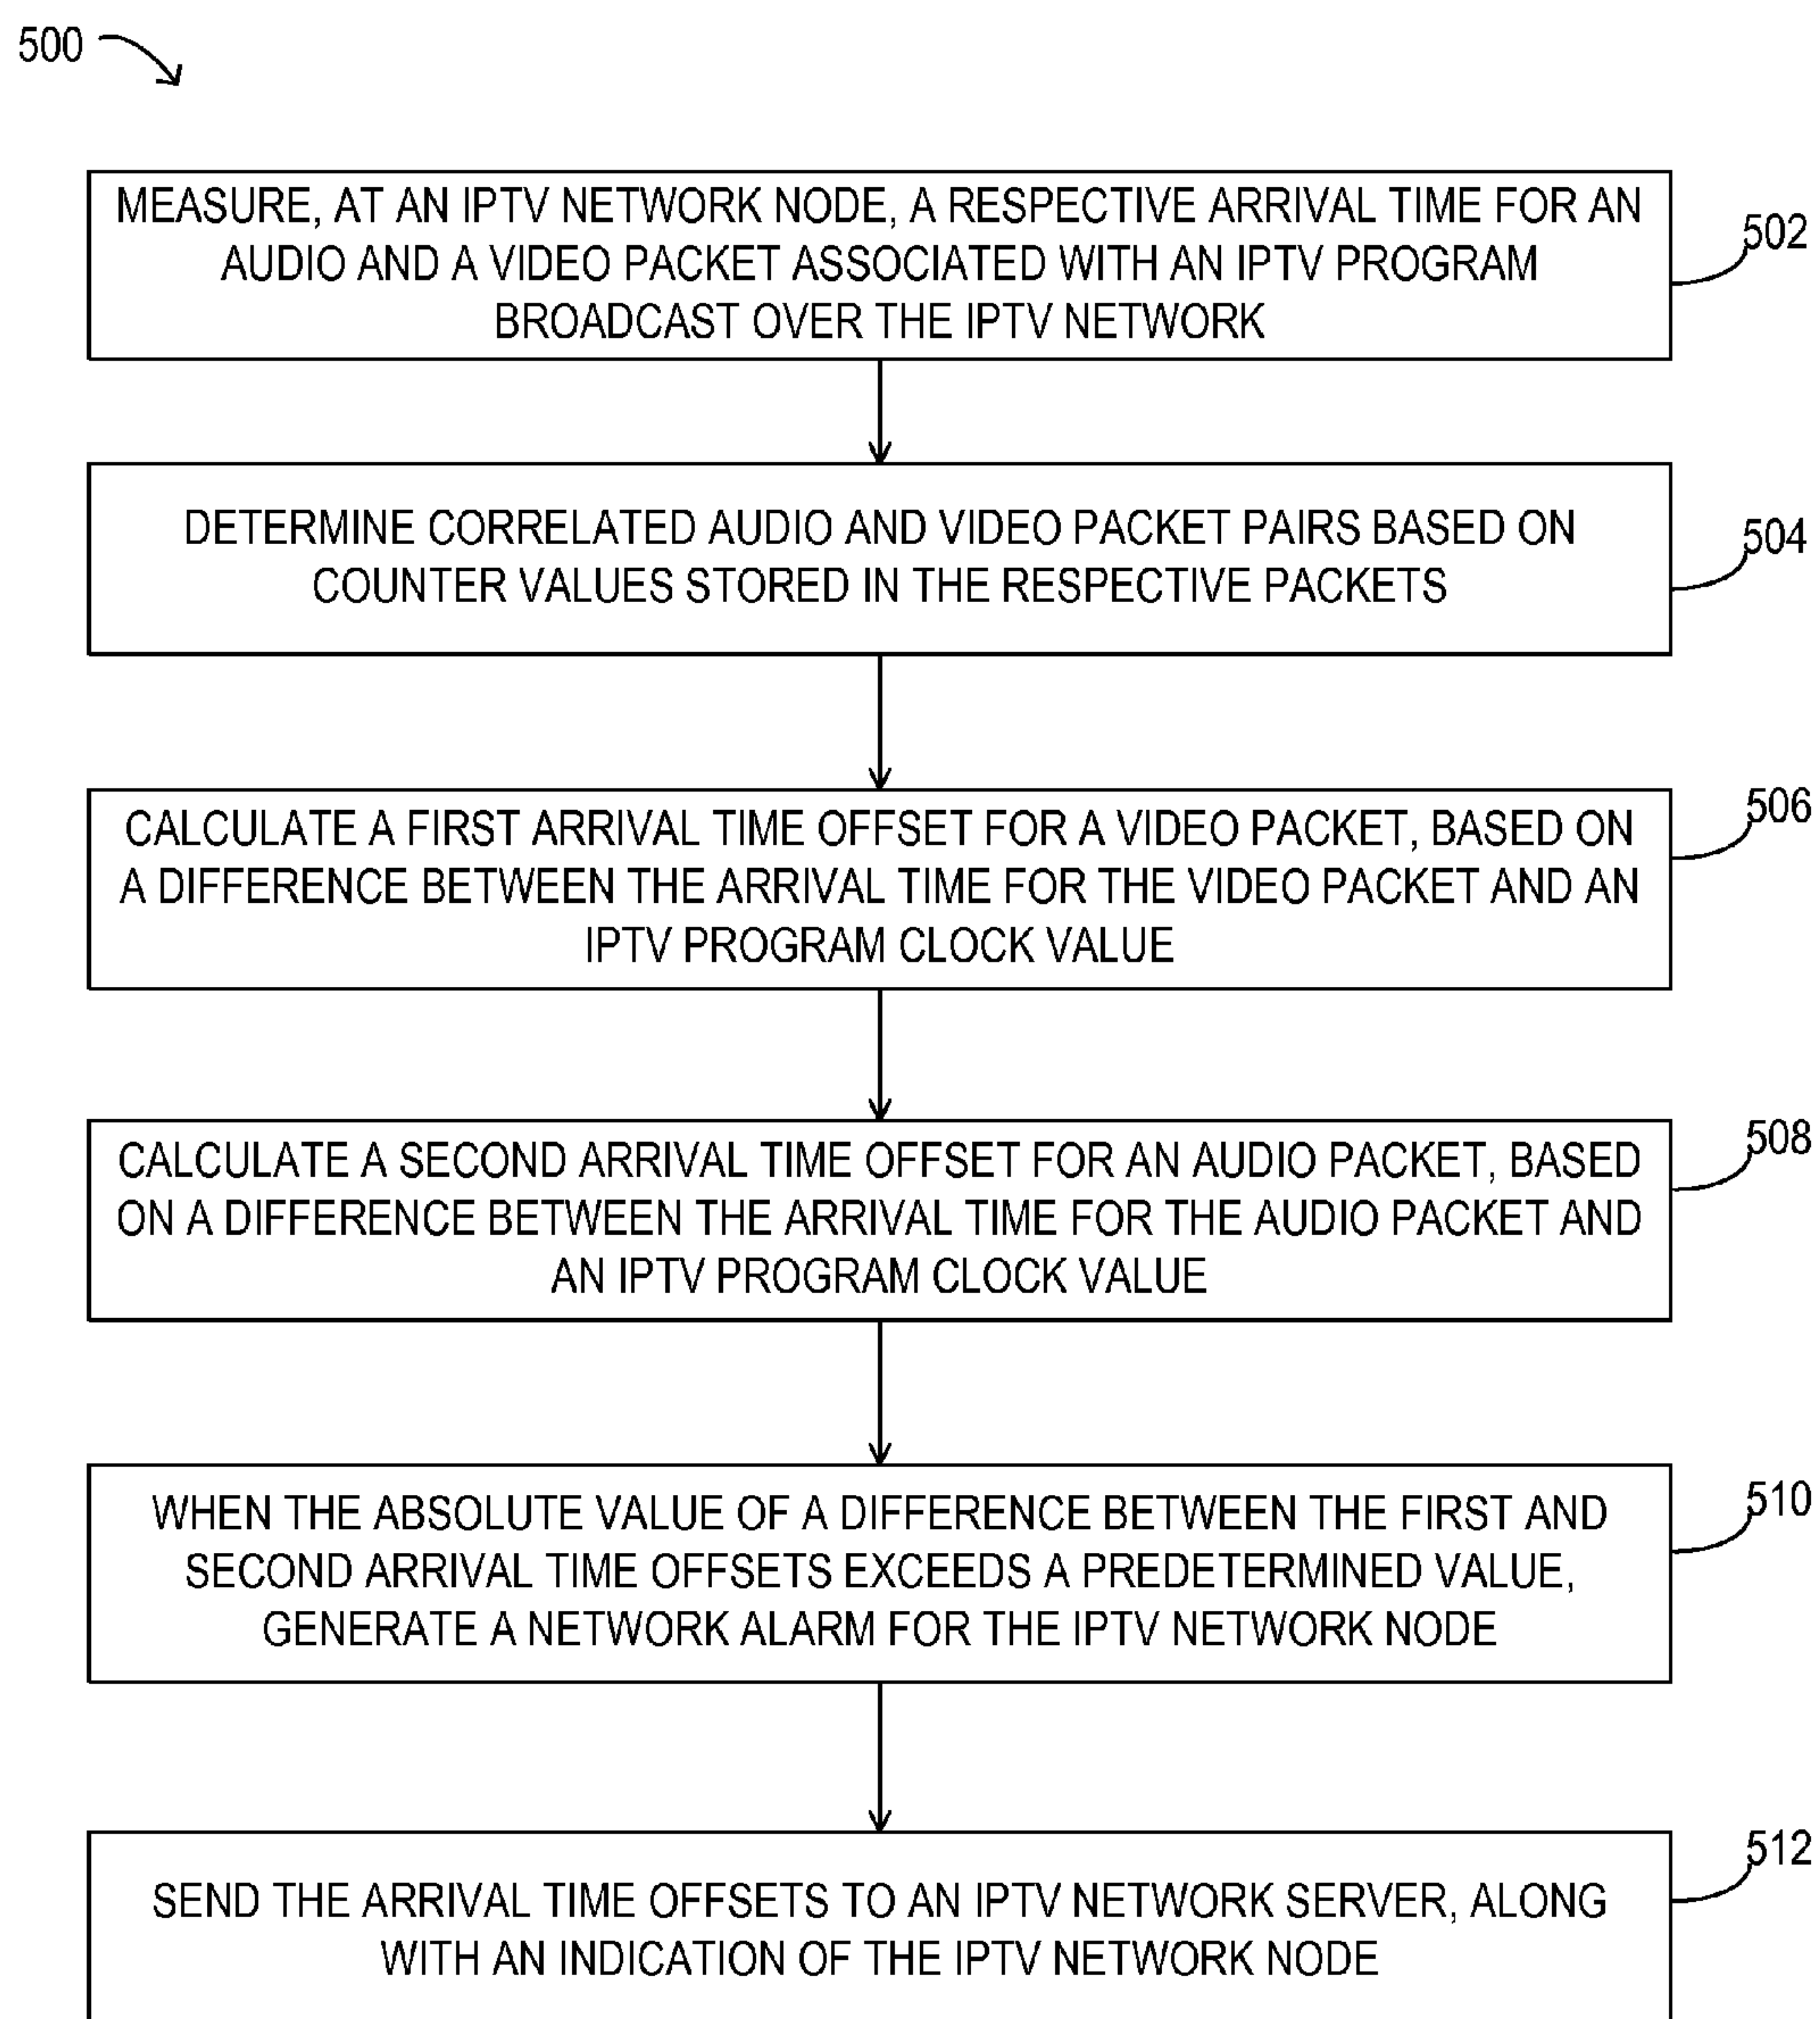 500
MEASURE, AT AN IPTV NETWORK NODE, A RESPECTIVE ARRIVAL TIME FOR AN
AUDIO AND A VIDEO PACKET ASSOCIATED WITH AN IPTV PROGRAM
BROADCAST OVER THE IPTV NETWORK
502
DETERMINE CORRELATED AUDIO AND VIDEO PACKET PAIRS BASED ON
COUNTER VALUES STORED IN THE RESPECTIVE PACKETS
504
CALCULATE A FIRST ARRIVAL TIME OFFSET FOR A VIDEO PACKET, BASED ON
A DIFFERENCE BETWEEN THE ARRIVAL TIME FOR THE VIDEO PACKET AND AN
IPTV PROGRAM CLOCK VALUE
506
CALCULATE A SECOND ARRIVAL TIME OFFSET FOR AN AUDIO PACKET, BASED
ON A DIFFERENCE BETWEEN THE ARRIVAL TIME FOR THE AUDIO PACKET AND
AN IPTV PROGRAM CLOCK VALUE
508
WHEN THE ABSOLUTE VALUE OF A DIFFERENCE BETWEEN THE FIRST AND
SECOND ARRIVAL TIME OFFSETS EXCEEDS A PREDETERMINED VALUE,
GENERATE A NETWORK ALARM FOR THE IPTV NETWORK NODE
510
SEND THE ARRIVAL TIME OFFSETS TO AN IPTV NETWORK SERVER, ALONG
WITH AN INDICATION OF THE IPTV NETWORK NODE
512